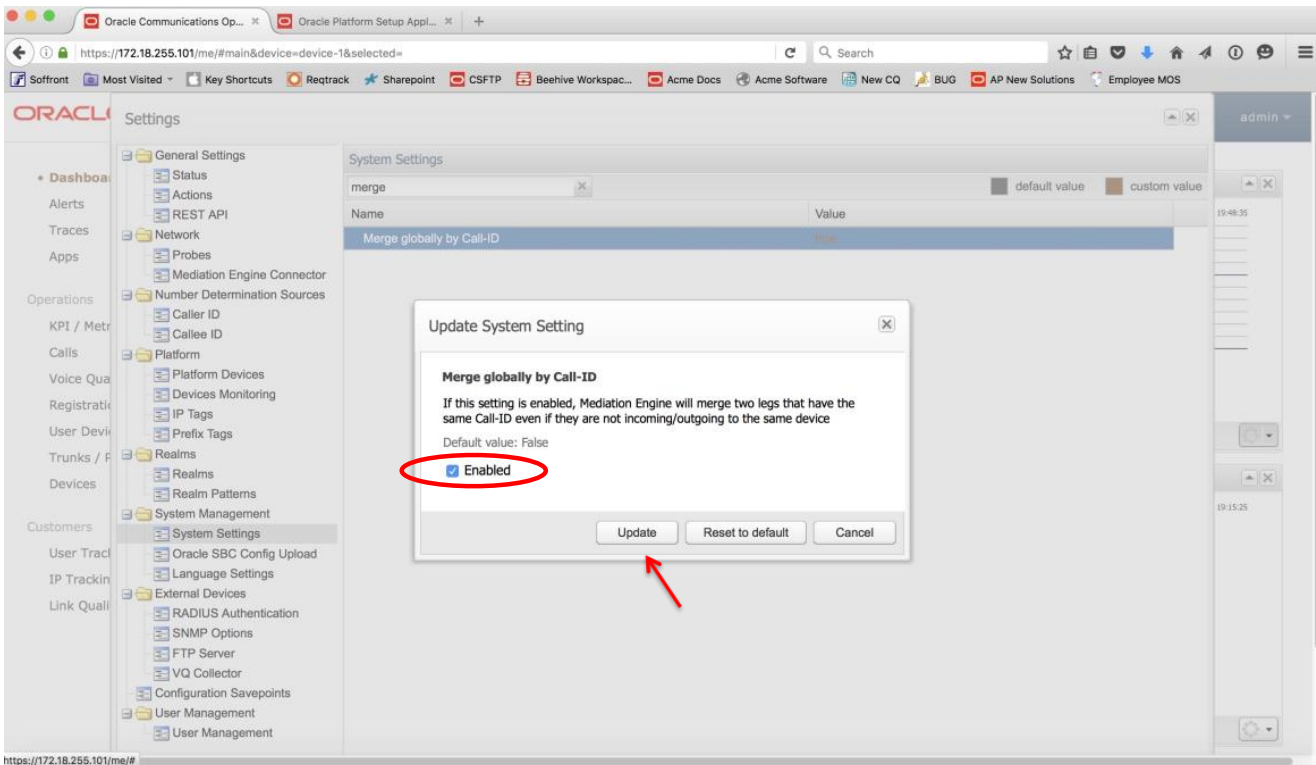 Oracle Communications Op... ×
Oracle Platform Setup Appl... × +
https://172.18.255.101/me/#main&device=device-1&selected=
Search
Soffront
Most Visited
Key Shortcuts
Reqtrack
Sharepoint
CSFTP
Beehive Workspac...
Acme Docs
Acme Software
New CQ
BUG
AP New Solutions
Employee MOS
ORACL
Settings
admin
• Dashboa
Alerts
Traces
Apps
Operations
KPI / Metr
Calls
Voice Qua
Registrati
User Devi
Trunks / P
Devices
Customers
User Track
IP Trackin
Link Quali
General Settings
Status
Actions
REST API
Network
Probes
Mediation Engine Connector
Number Determination Sources
Caller ID
Callee ID
Platform
Platform Devices
Devices Monitoring
IP Tags
Prefix Tags
Realms
Realms
Realm Patterns
System Management
System Settings
Oracle SBC Config Upload
Language Settings
External Devices
RADIUS Authentication
SNMP Options
FTP Server
VQ Collector
Configuration Savepoints
User Management
User Management
System Settings
merge
default value
custom value
Name Value
Merge globally by Call-ID true
19:48:35
19:15:25
Update System Setting
Merge globally by Call-ID
If this setting is enabled, Mediation Engine will merge two legs that have the
same Call-ID even if they are not incoming/outgoing to the same device
Default value: False
Enabled
Update Reset to default Cancel
https://172.18.255.101/me/#